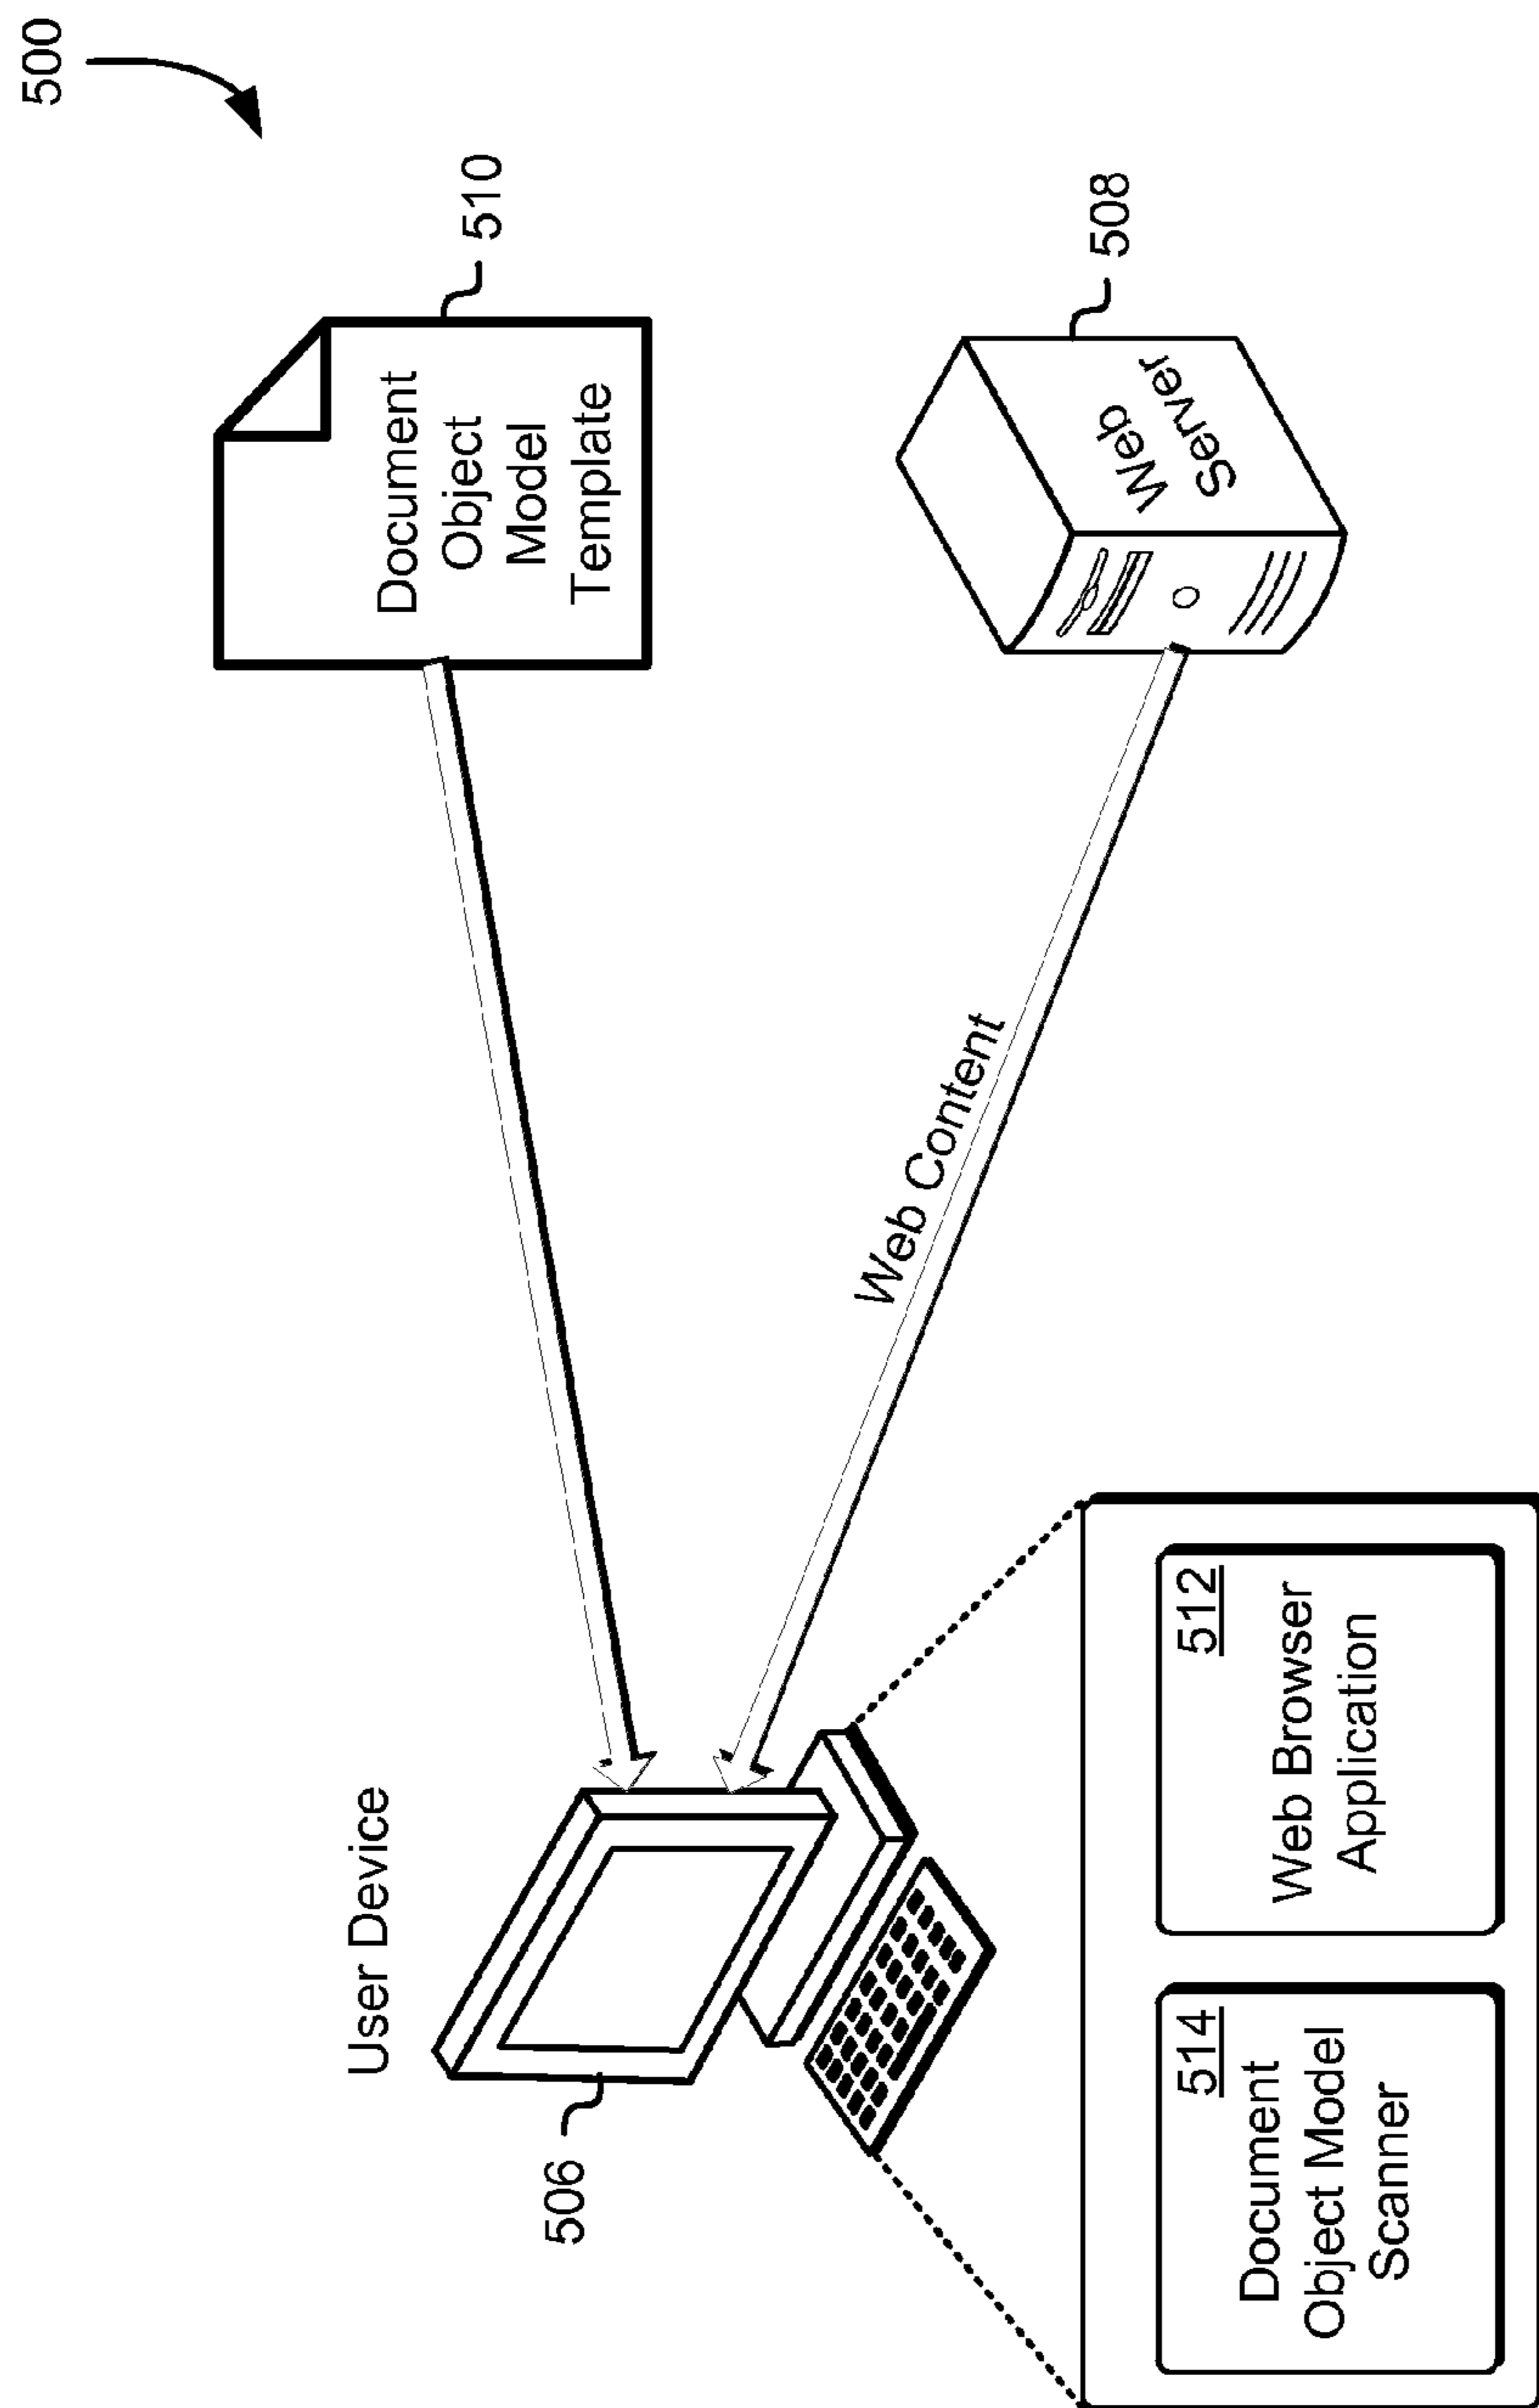 500
510
Document
Object
Model
Template
508
Web
Server
Web Content
User Device
506
514
Document
Object Model
Scanner
512
Web Browser
Application